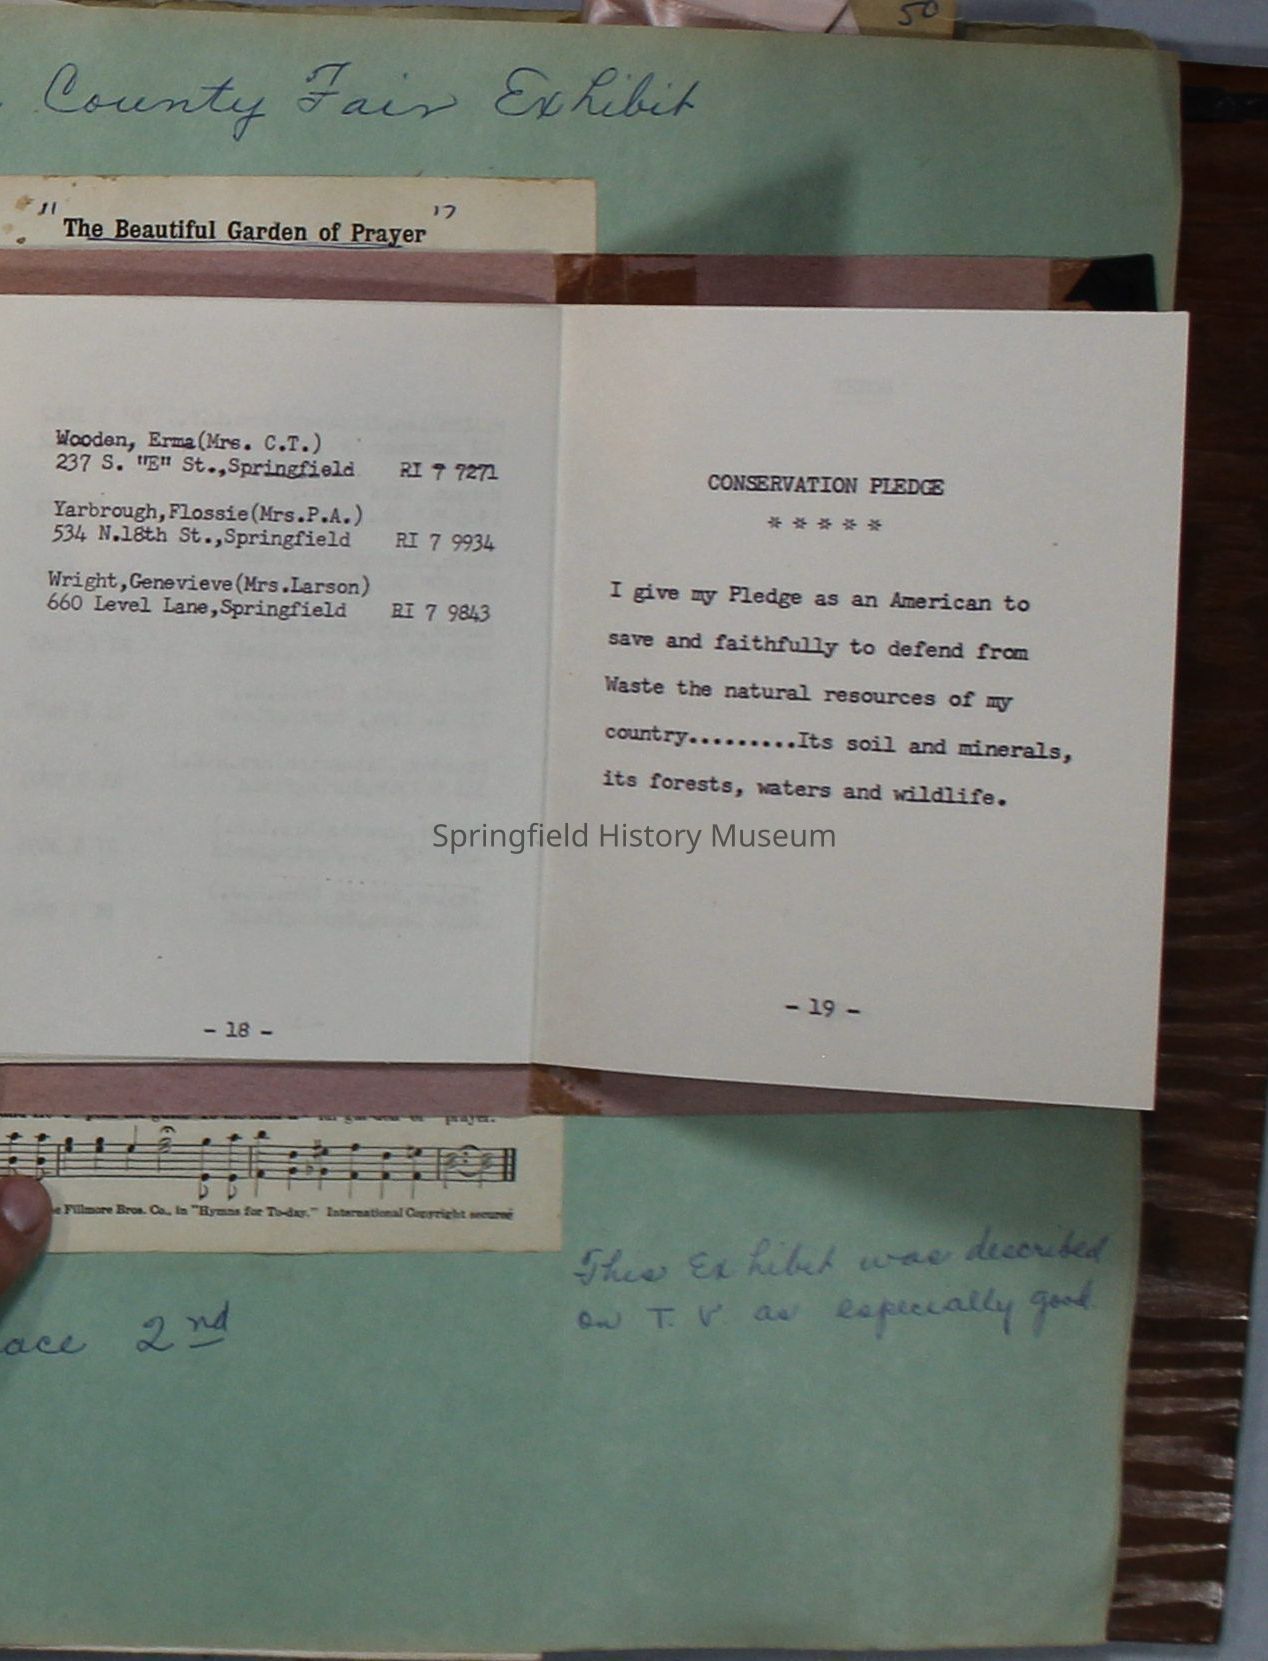 50
County Fair Exhibit
" The Beautiful Garden of Prayer "
Wooden, Erma(Mrs. C.T.)
237 S. "E" St.,Springfield RI 7 7271
Yarbrough,Flossie(Mrs.P.A.)
534 N.18th St.,Springfield RI 7 9934
Wright,Genevieve(Mrs.Larson)
660 Level Lane,Springfield RI 7 9843
- 18 -
CONSERVATION PLEDGE
* * * * *
I give my Pledge as an American to
save and faithfully to defend from
Waste the natural resources of my
country.........Its soil and minerals,
its forests, waters and wildlife.
- 19 -
Springfield History Museum
prayer.
Fillmore Bros. Co., in "Hymns for To-day." International Copyright secured
This Exhibit was described
on T. V. as especially good.
ace 2nd